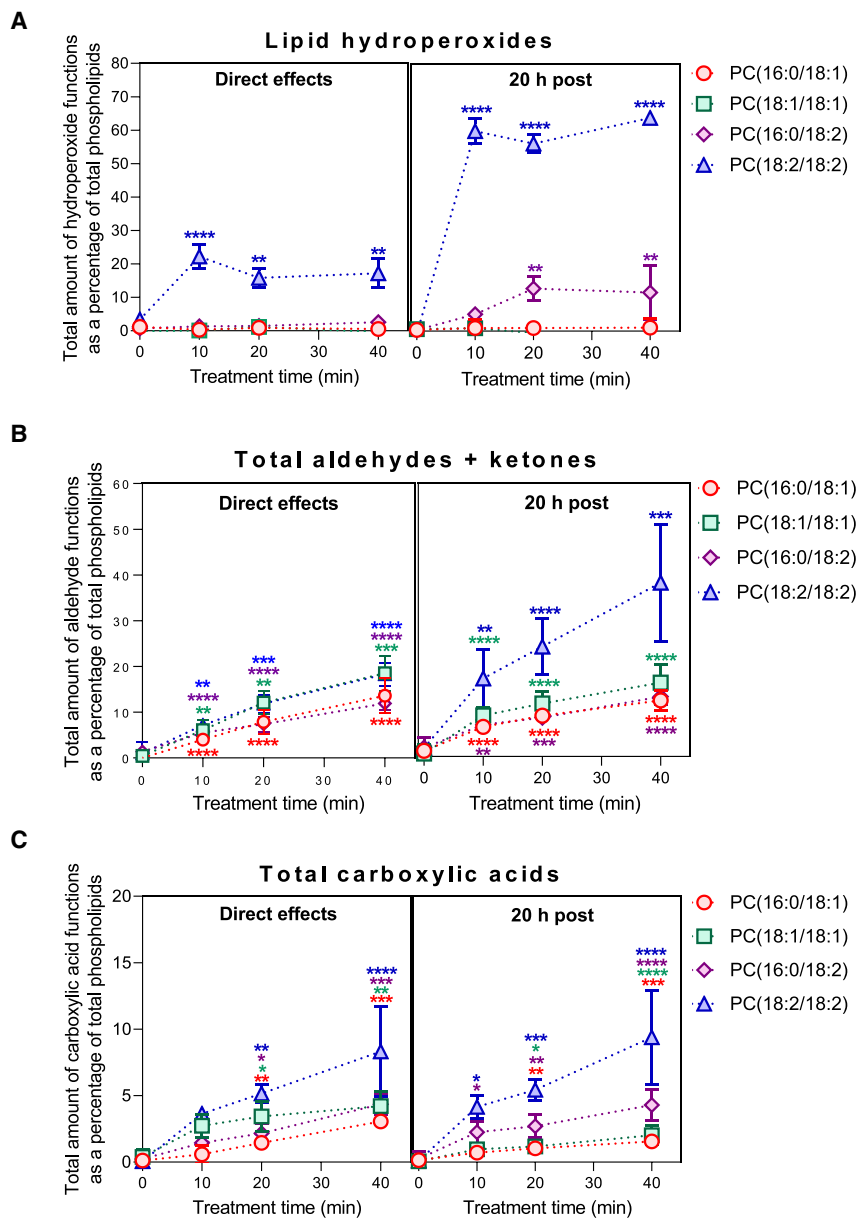 A
Lipid hydroperoxides
Total amount of hydroperoxide functions
as a percentage of total phospholipids
80
70
60
50
40
30
20
10
0
Direct effects
20 h post
****
**
**
****
****
****
**
**
0 10 20 30 40
0 10 20 30 40
Treatment time (min)
Treatment time (min)
PC(16:0/18:1)
PC(18:1/18:1)
PC(16:0/18:2)
PC(18:2/18:2)
B
Total aldehydes + ketones
Total amount of aldehyde functions
as a percentage of total phospholipids
60
50
40
30
20
10
0
Direct effects
20 h post
**
****
**
****
***
****
**
****
****
****
***
****
**
****
****
**
****
****
****
***
***
****
****
****
0 10 20 30 40
0 10 20 30 40
Treatment time (min)
Treatment time (min)
PC(16:0/18:1)
PC(18:1/18:1)
PC(16:0/18:2)
PC(18:2/18:2)
C
Total carboxylic acids
Total amount of carboxylic acid functions
as a percentage of total phospholipids
20
15
10
5
0
Direct effects
20 h post
**
*
*
**
****
***
**
***
*
*
***
*
**
**
****
****
****
***
0 10 20 30 40
0 10 20 30 40
Treatment time (min)
Treatment time (min)
PC(16:0/18:1)
PC(18:1/18:1)
PC(16:0/18:2)
PC(18:2/18:2)